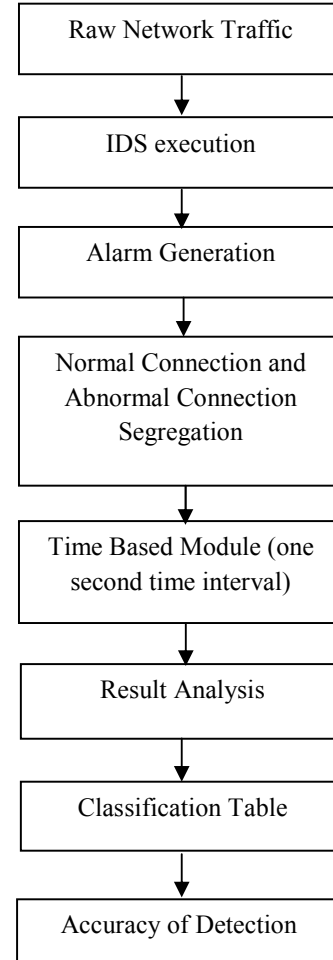 Raw Network Traffic
IDS execution
Alarm Generation
Normal Connection and
Abnormal Connection
Segregation
Time Based Module (one
second time interval)
Result Analysis
Classification Table
Accuracy of Detection